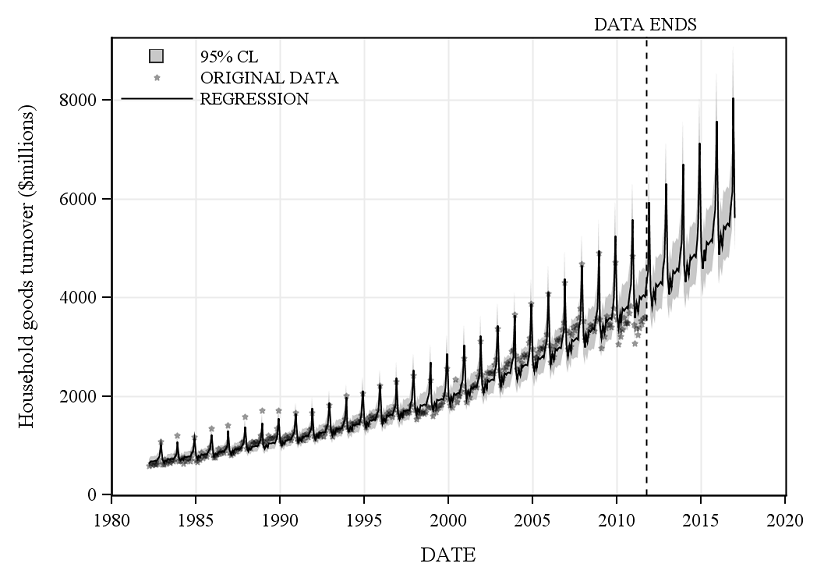 DATA ENDS
95% CL
ORIGINAL DATA
REGRESSION
Household goods turnover ($millions)
8000
6000
4000
2000
0
1980 1985 1990 1995 2000 2005 2010 2015 2020
DATE